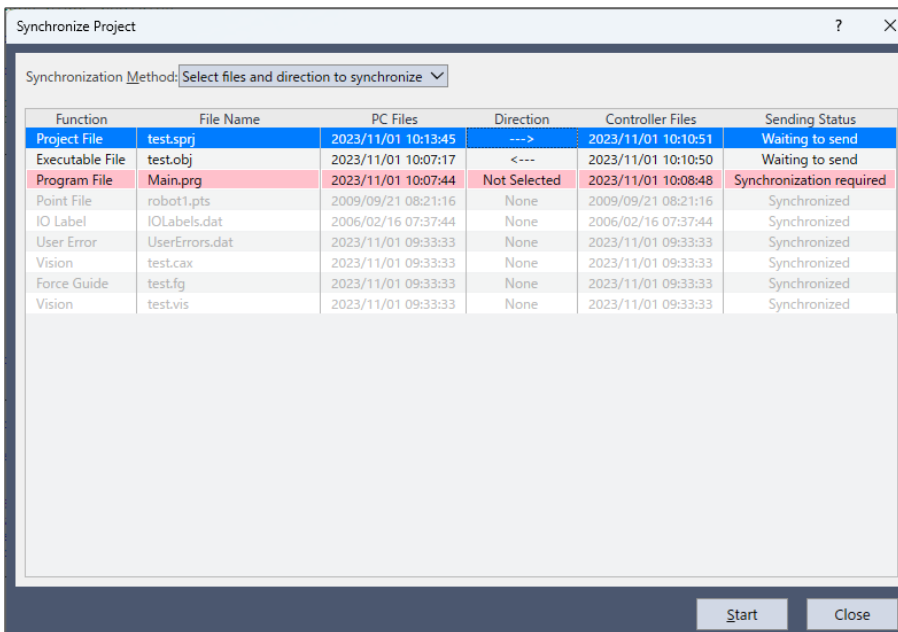 Synchronize Project ? ×
Synchronization Method: Select files and direction to synchronize
Function File Name PC Files Direction Controller Files Sending Status
Project File test.sprj 2023/11/01 10:13:45 ---> 2023/11/01 10:10:51 Waiting to send
Executable File test.obj 2023/11/01 10:07:17 <--- 2023/11/01 10:10:50 Waiting to send
Program File Main.prg 2023/11/01 10:07:44 Not Selected 2023/11/01 10:08:48 Synchronization required
Point File robot1.pts 2009/09/21 08:21:16 None 2009/09/21 08:21:16 Synchronized
IO Label IOLabels.dat 2006/02/16 07:37:44 None 2006/02/16 07:37:44 Synchronized
User Error UserErrors.dat 2023/11/01 09:33:33 None 2023/11/01 09:33:33 Synchronized
Vision test.cax 2023/11/01 09:33:33 None 2023/11/01 09:33:33 Synchronized
Force Guide test.fg 2023/11/01 09:33:33 None 2023/11/01 09:33:33 Synchronized
Vision test.vis 2023/11/01 09:33:33 None 2023/11/01 09:33:33 Synchronized
Start Close